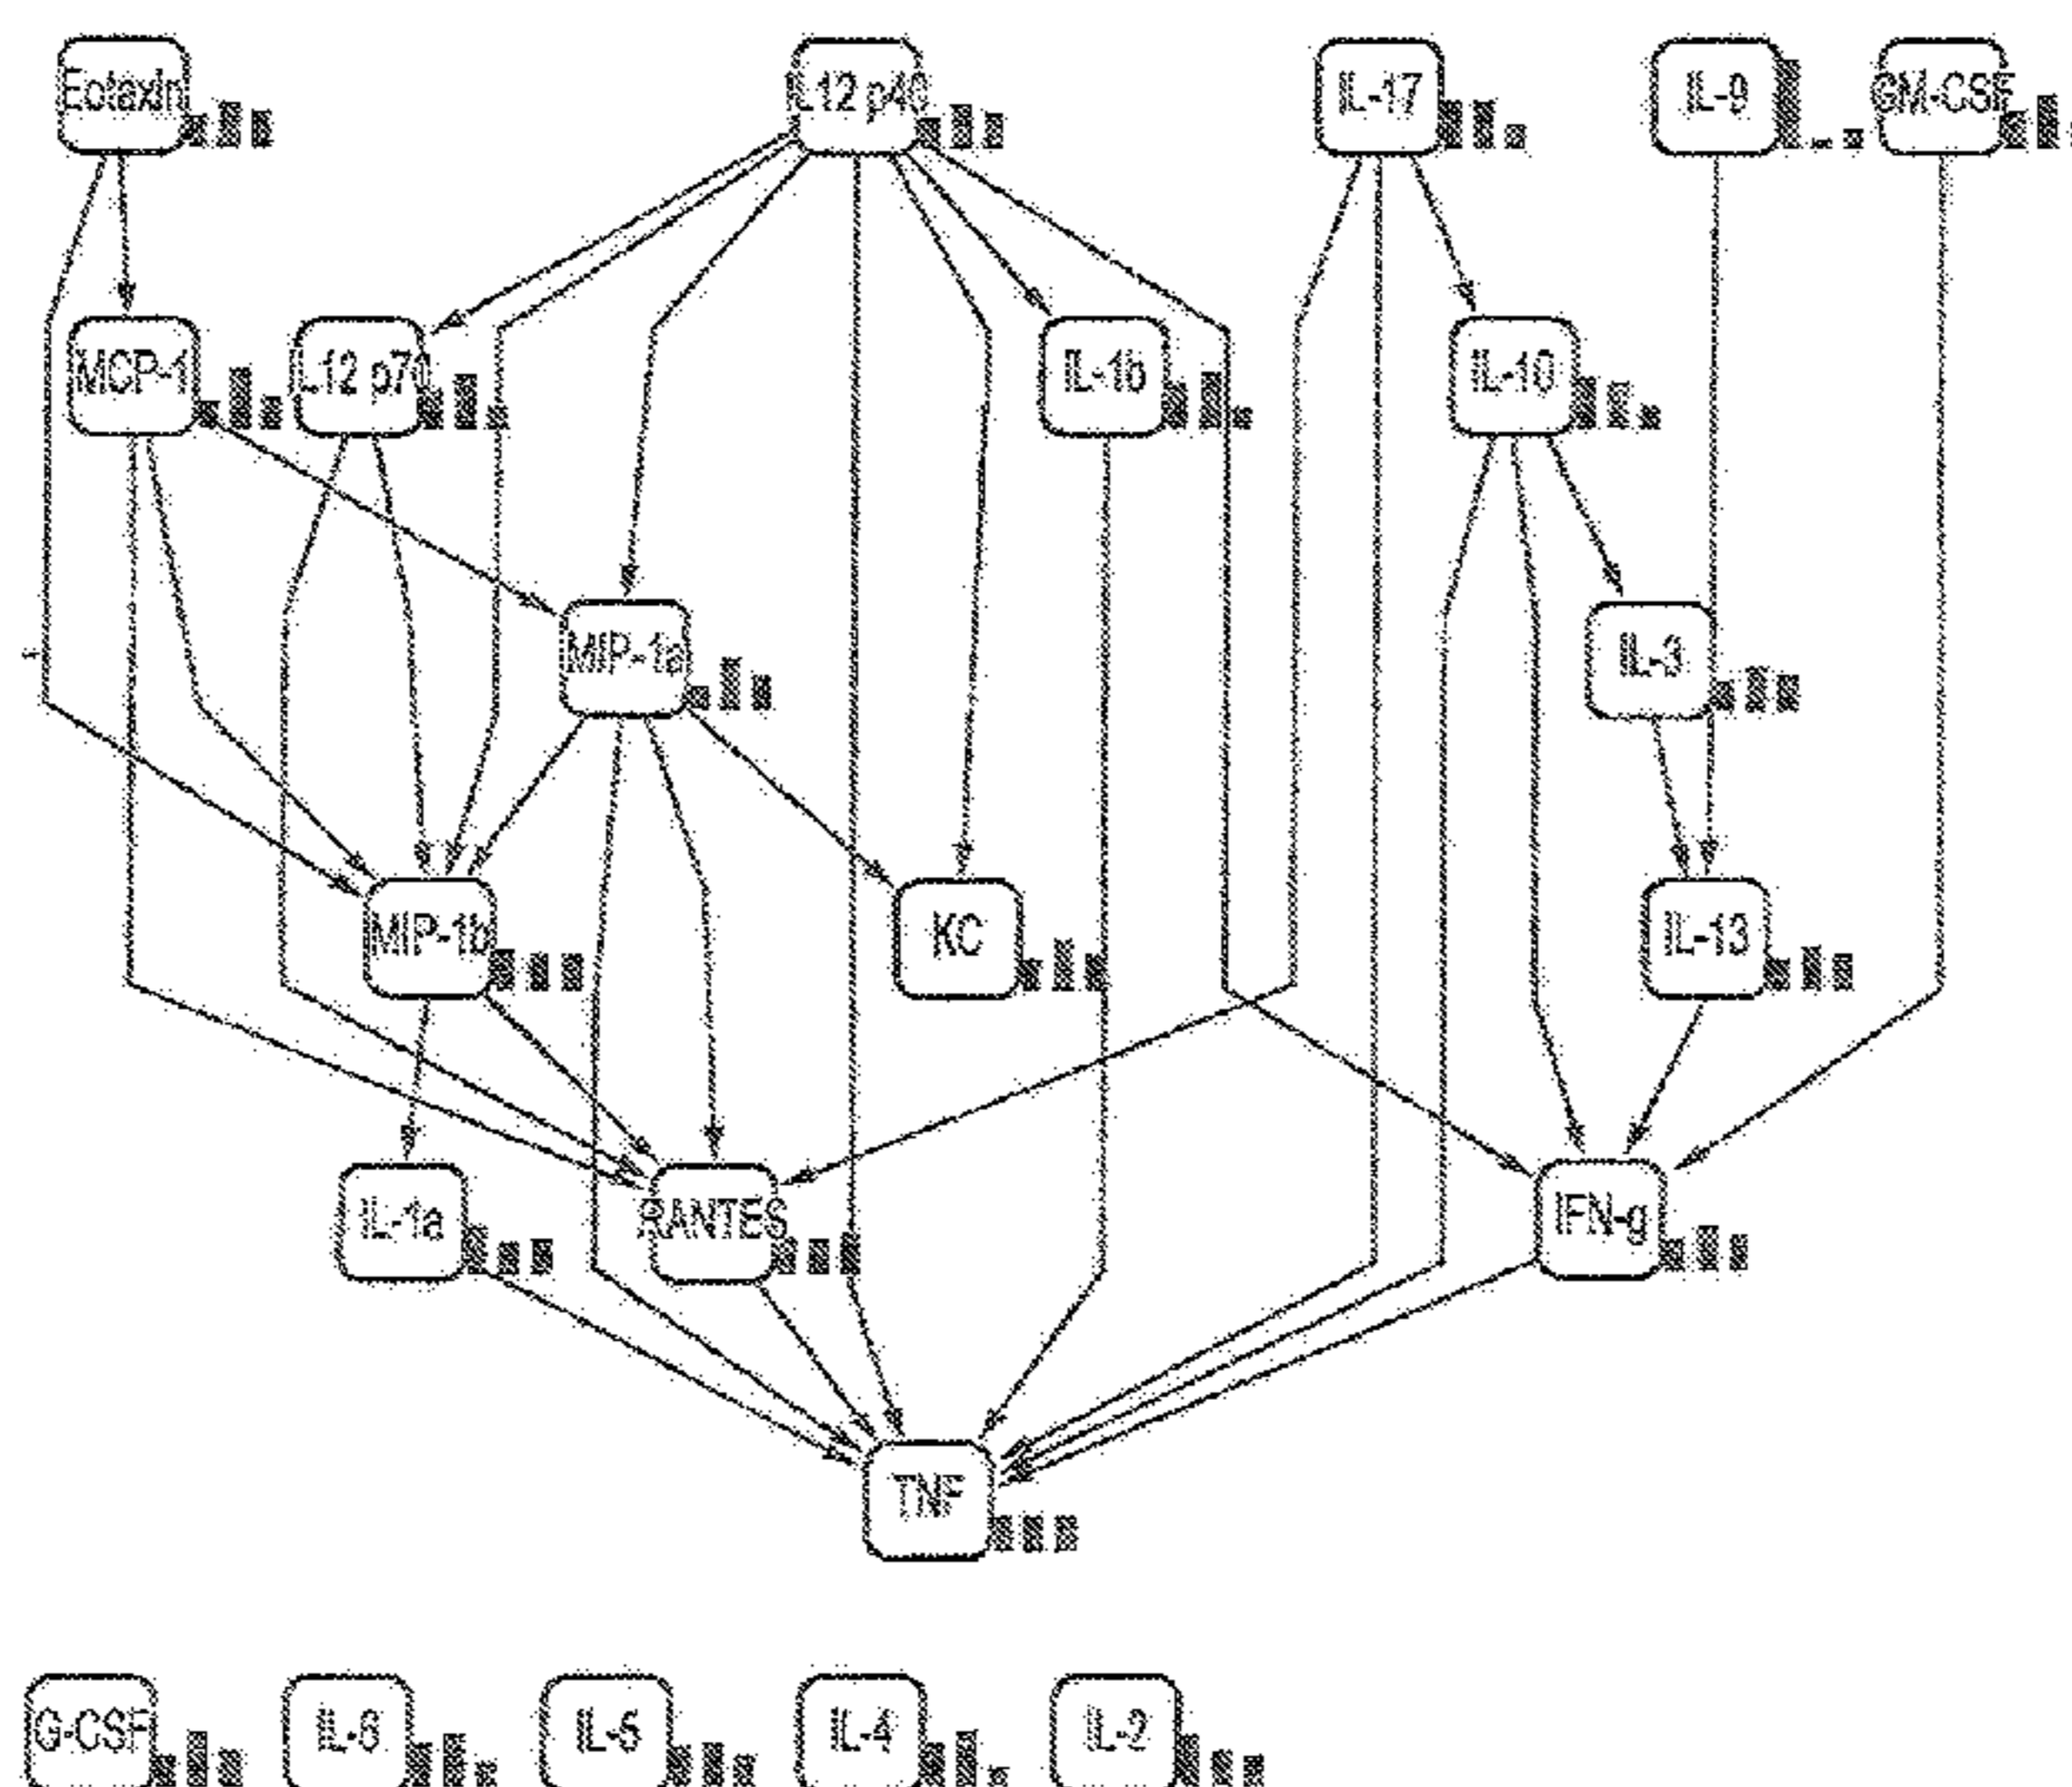 Eotaxin
IL12 p40
IL-17
IL-9
GM-CSF
MCP-1
IL12 p70
IL-1b
IL-10
MIP-1a
IL-3
MIP-1b
KC
IL-13
IL-1a
RANTES
IFN-g
TNF
G-CSF
IL-6
IL-5
IL-4
IL-2